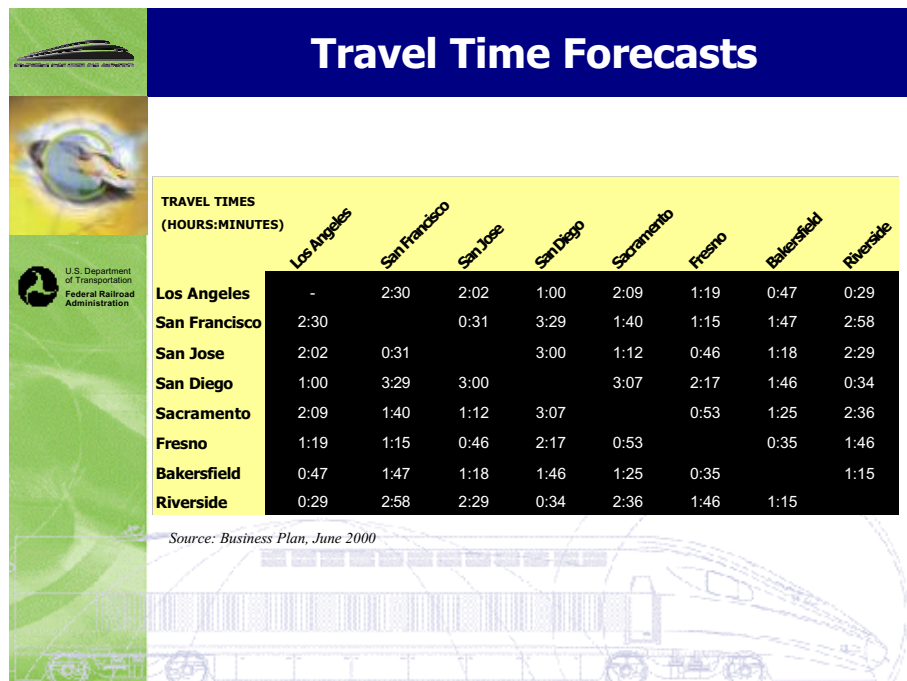 Travel Time Forecasts
U.S. Department
of Transportation
Federal Railroad
Administration
TRAVEL TIMES
(HOURS:MINUTES)
Los Angeles San Francisco San Jose San Diego Sacramento Fresno Bakersfield Riverside
Los Angeles - 2:30 2:02 1:00 2:09 1:19 0:47 0:29
San Francisco 2:30 0:31 3:29 1:40 1:15 1:47 2:58
San Jose 2:02 0:31 3:00 1:12 0:46 1:18 2:29
San Diego 1:00 3:29 3:00 3:07 2:17 1:46 0:34
Sacramento 2:09 1:40 1:12 3:07 0:53 1:25 2:36
Fresno 1:19 1:15 0:46 2:17 0:53 0:35 1:46
Bakersfield 0:47 1:47 1:18 1:46 1:25 0:35 1:15
Riverside 0:29 2:58 2:29 0:34 2:36 1:46 1:15
Source: Business Plan, June 2000